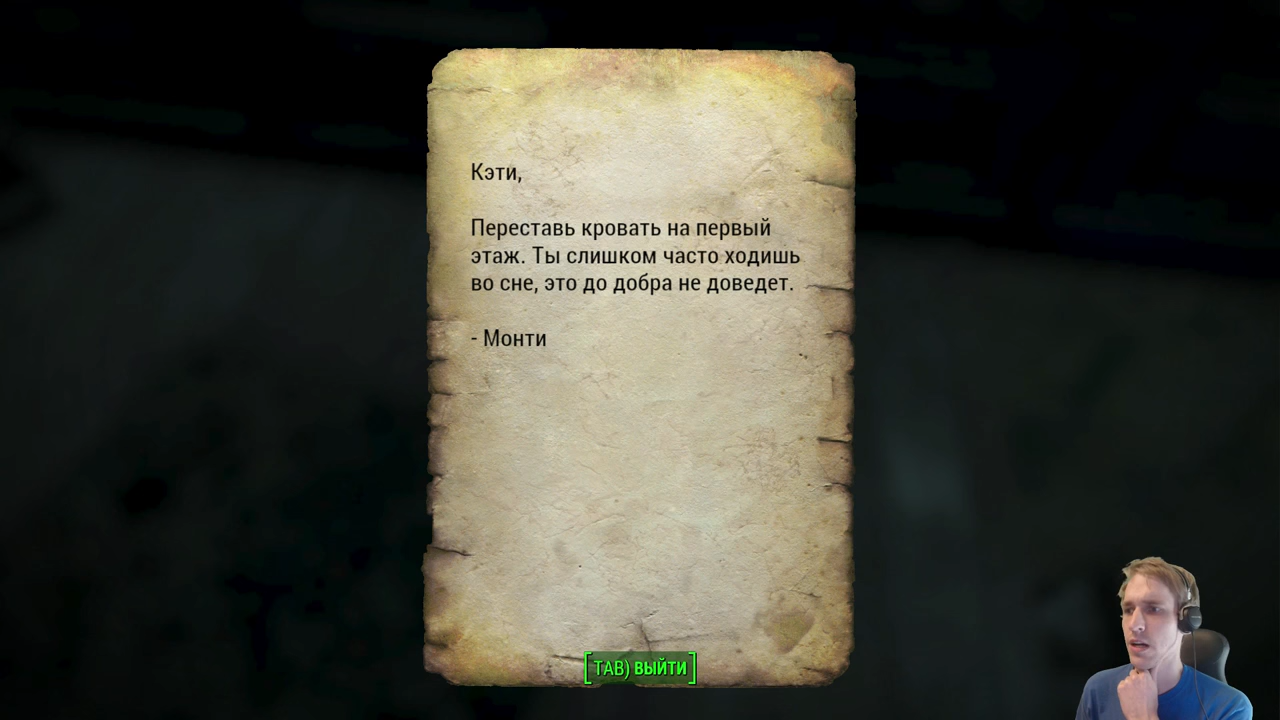 Кэти,
Переставь кровать на первый
этаж. Ты слишком часто ходишь
во сне, это до добра не доведет.
- Монти
[TAB) ВЫЙТИ]